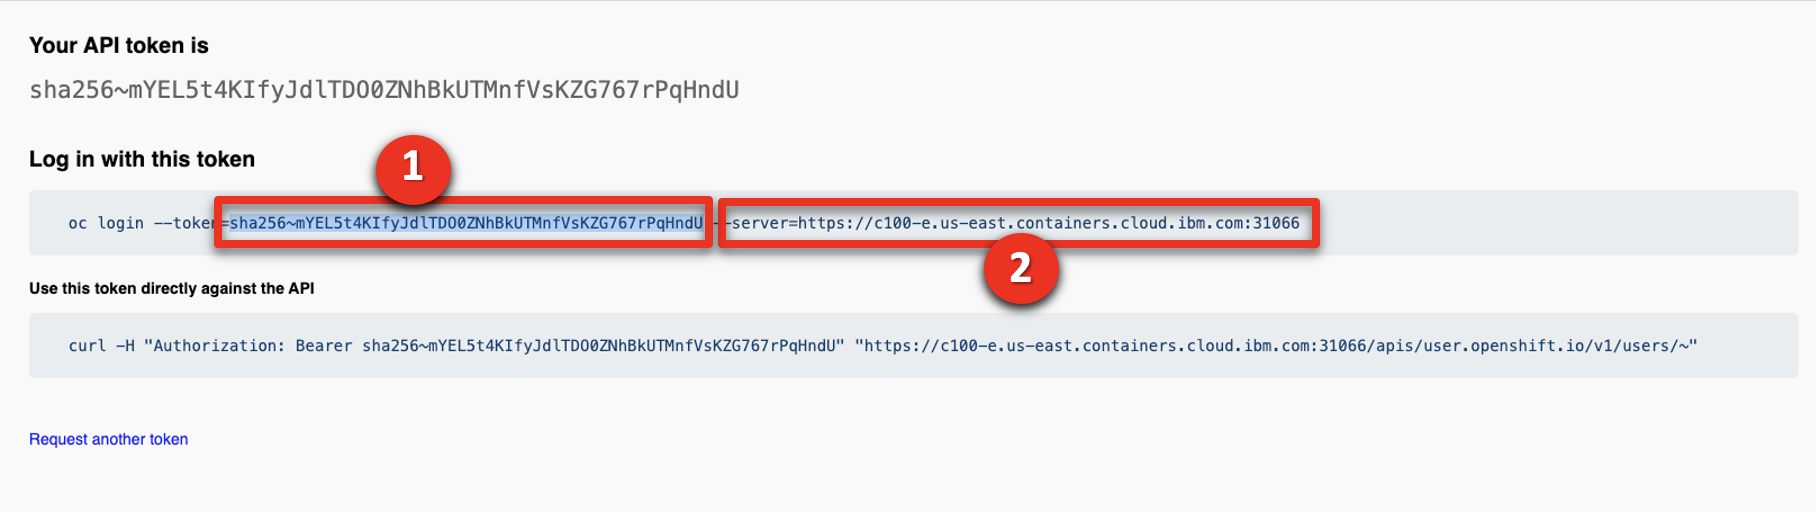 Your API token is
sha256~mYEL5t4KIfyJdlTDO0ZNhBkUTMnfVsKZG767rPqHndU
Log in with this token
1
oc login --token=sha256~mYEL5t4KIfyJdlTDO0ZNhBkUTMnfVsKZG767rPqHndU --server=https://c100-e.us-east.containers.cloud.ibm.com:31066
2
Use this token directly against the API
curl -H "Authorization: Bearer sha256~mYEL5t4KIfyJdlTDO0ZNhBkUTMnfVsKZG767rPqHndU" "https://c100-e.us-east.containers.cloud.ibm.com:31066/apis/user.openshift.io/v1/users/~"
Request another token